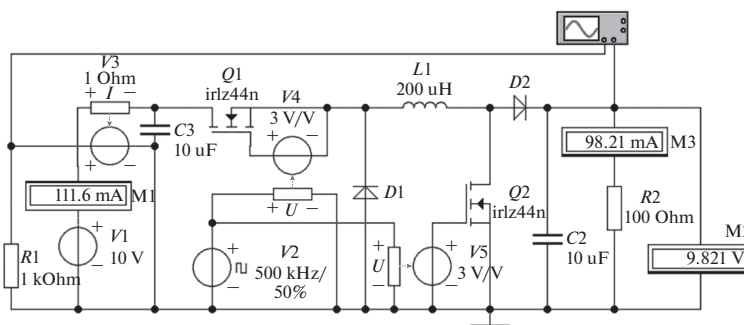 V3
1 Ohm
+ I −
Q1
irlz44n
V4
3 V/V
+ −
L1
200 uH
D2
C3
10 uF
98.21 mA M3
111.6 mA M1
+ U −
D1
Q2
irlz44n
R2
100 Ohm
V1
10 V
+
−
R1
1 kOhm
V2
500 kHz/
50%
+
−
+
U
−
+
−
V5
3 V/V
C2
10 uF
9.821 V